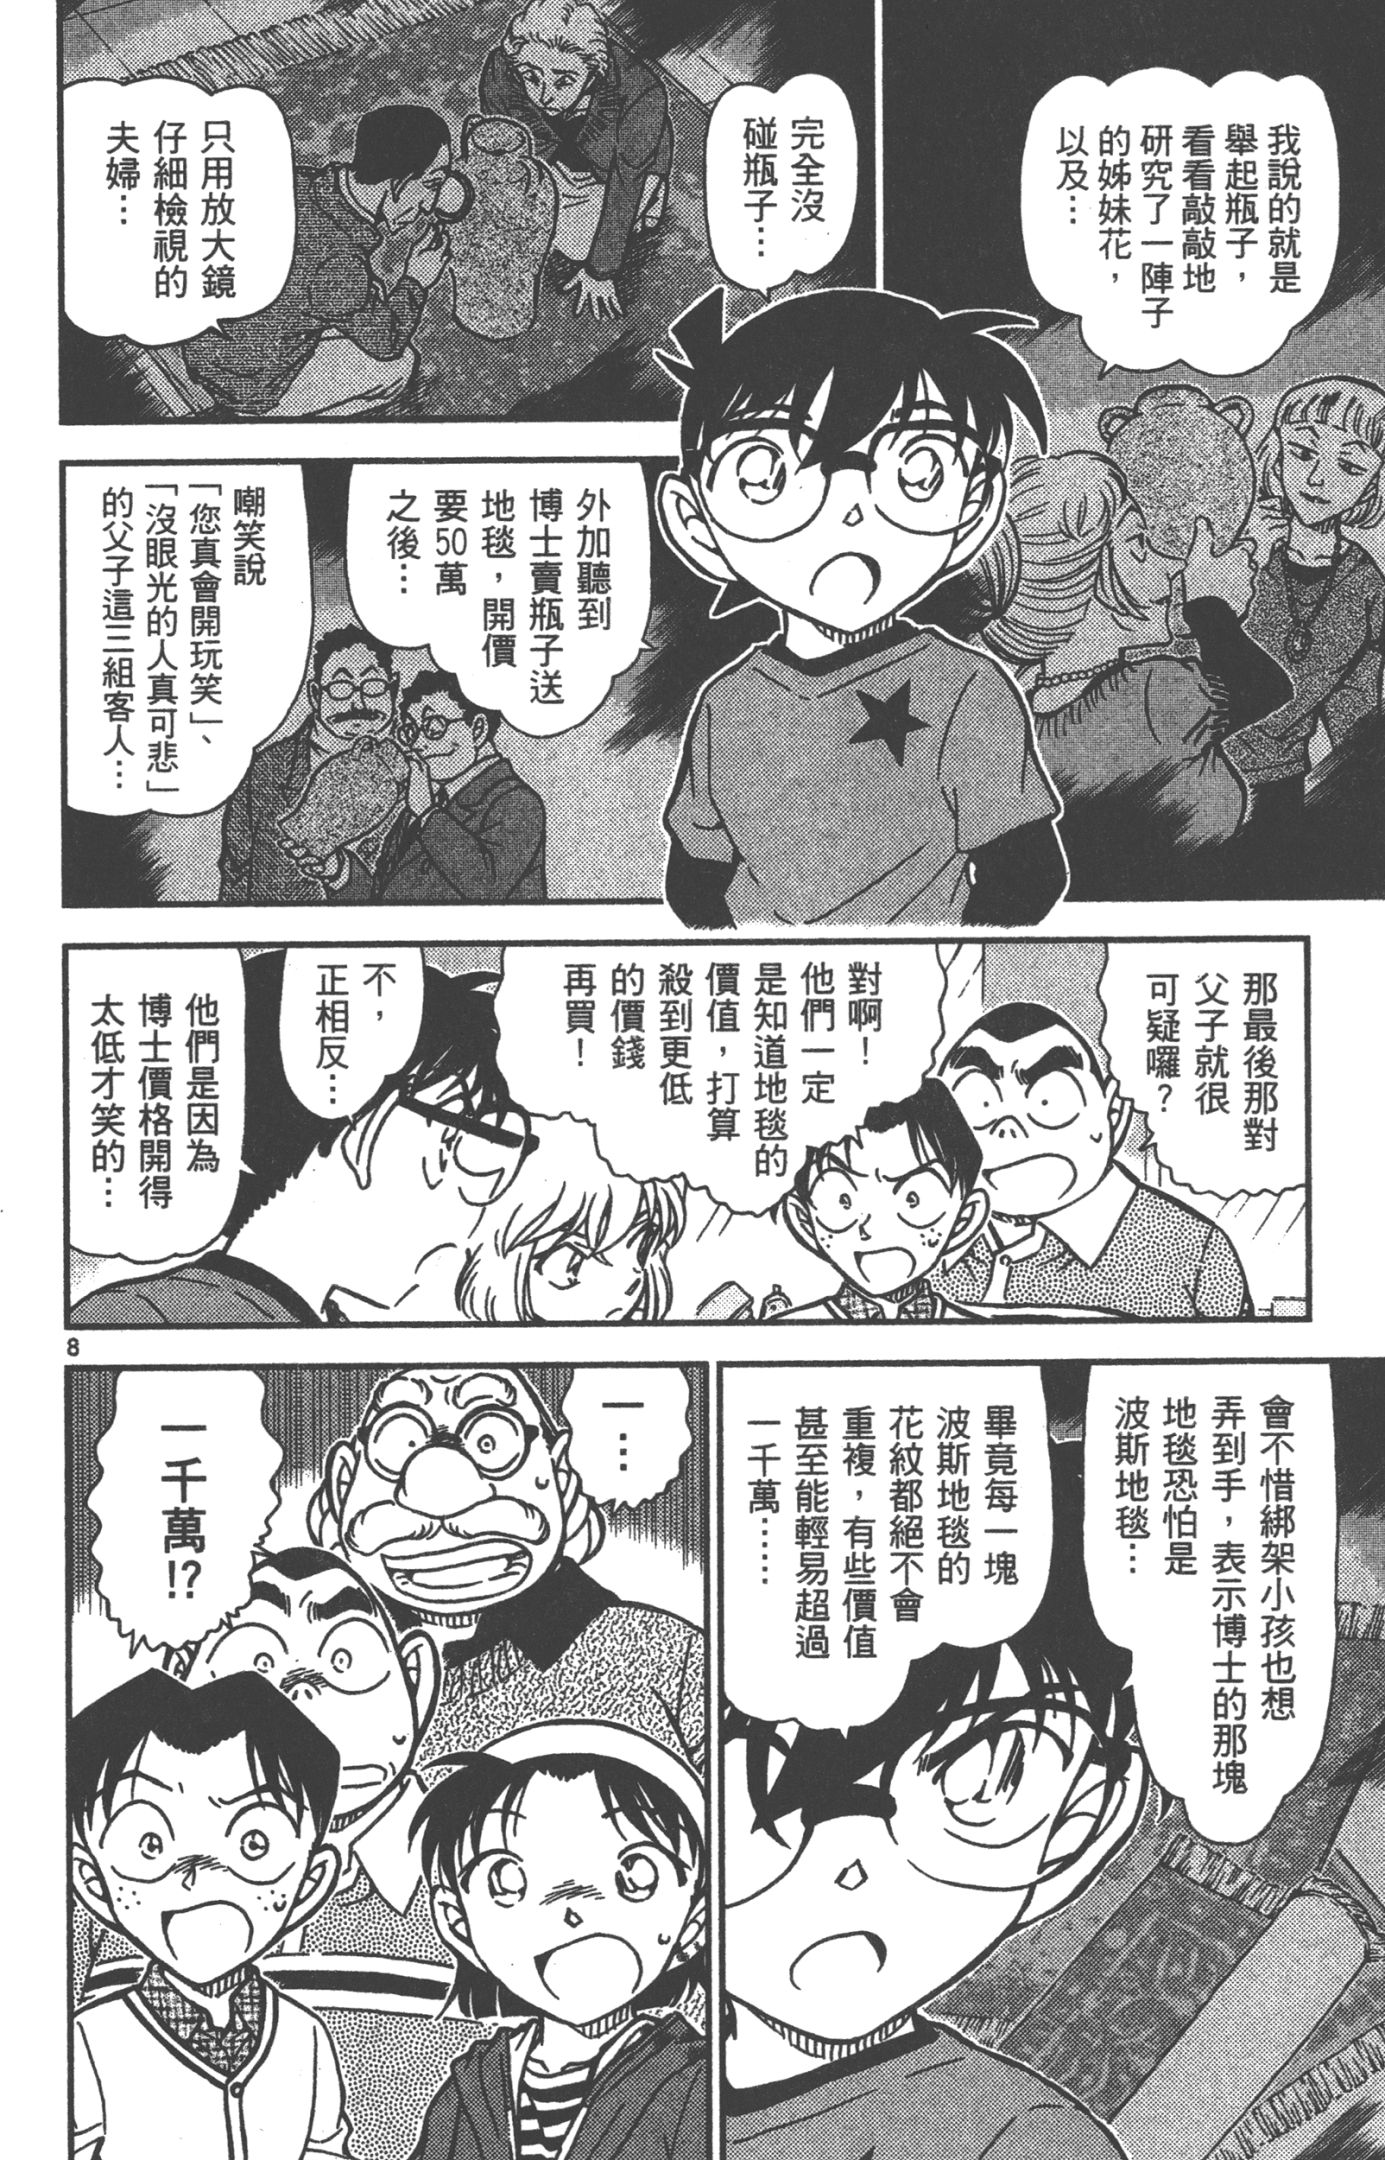 我說的就是
舉起瓶子，
看看敲敲地
研究了一陣子
的姊妹花，
以及…
完全沒
碰瓶子…
只用放大鏡
仔細檢視的
夫婦…
外加聽到
博士賣瓶子送
地毯，開價
要50萬
之後…
嘲笑說
「您真會開玩笑」、
「沒眼光的人真可悲」
的父子這三組客人…
那最後那對
父子就很
可疑囉？
對啊！
他們一定
是知道地毯的
價值，打算
殺到更低
的價錢
再買！
不，
正相反…
他們是因為
博士價格開得
太低才笑的…
8
會不惜綁架小孩也想
弄到手，表示博士的那塊
地毯恐怕是
波斯地毯…
畢竟每一塊
波斯地毯的
花紋都絕不會
重複，有些價值
甚至能輕易超過
一千萬……
一…
一千萬!?